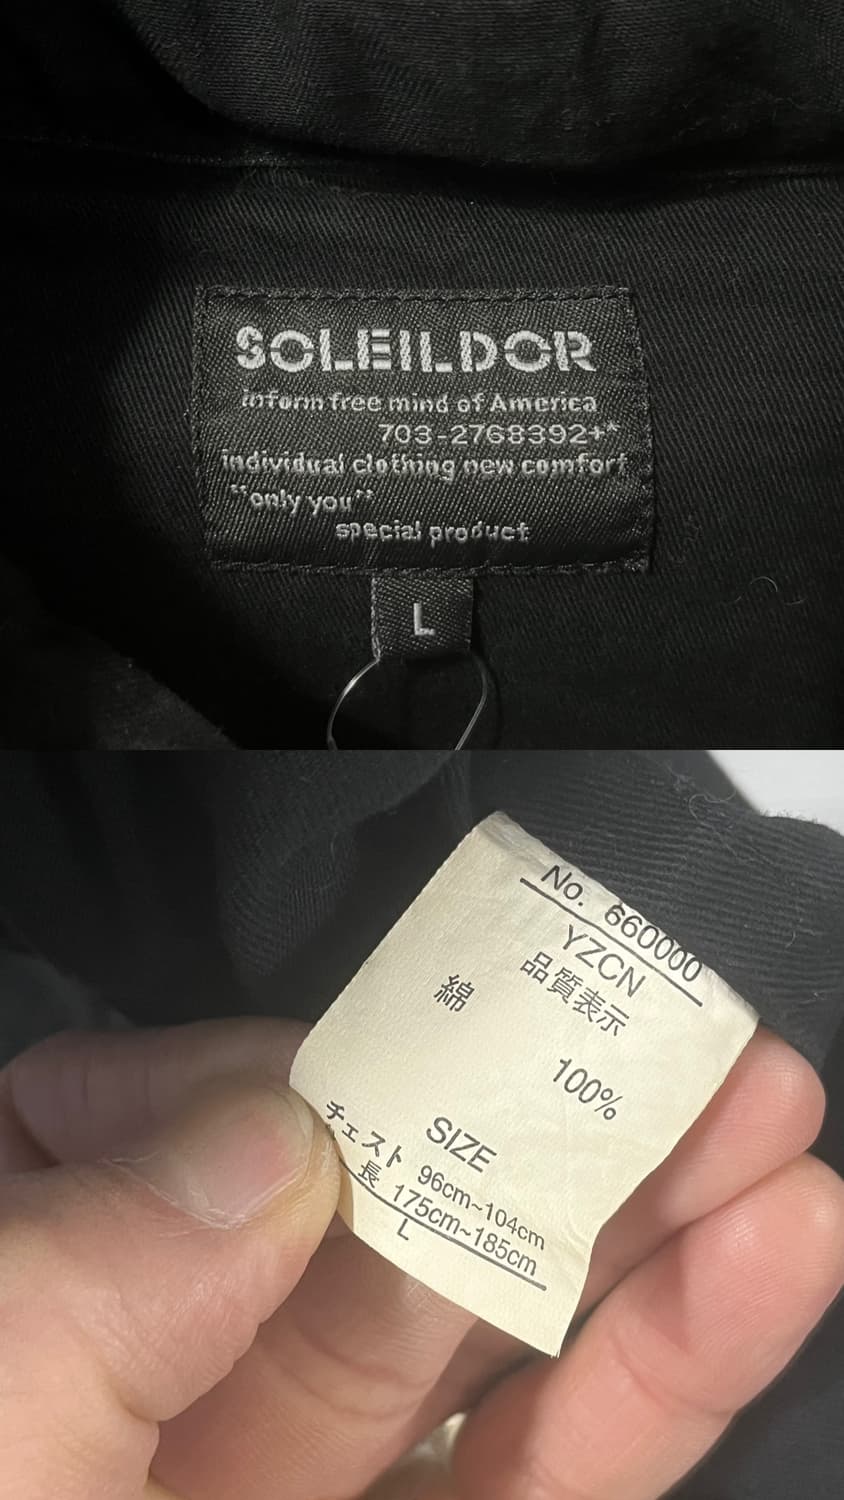 SOLEILDOR
inform free mind of America
703-2768392+*
individual clothing new comfort
"only you"
special product
L
No. 660000
YZCN
品質表示
綿 100%
SIZE
チェスト 96cm~104cm
長 175cm~185cm
L